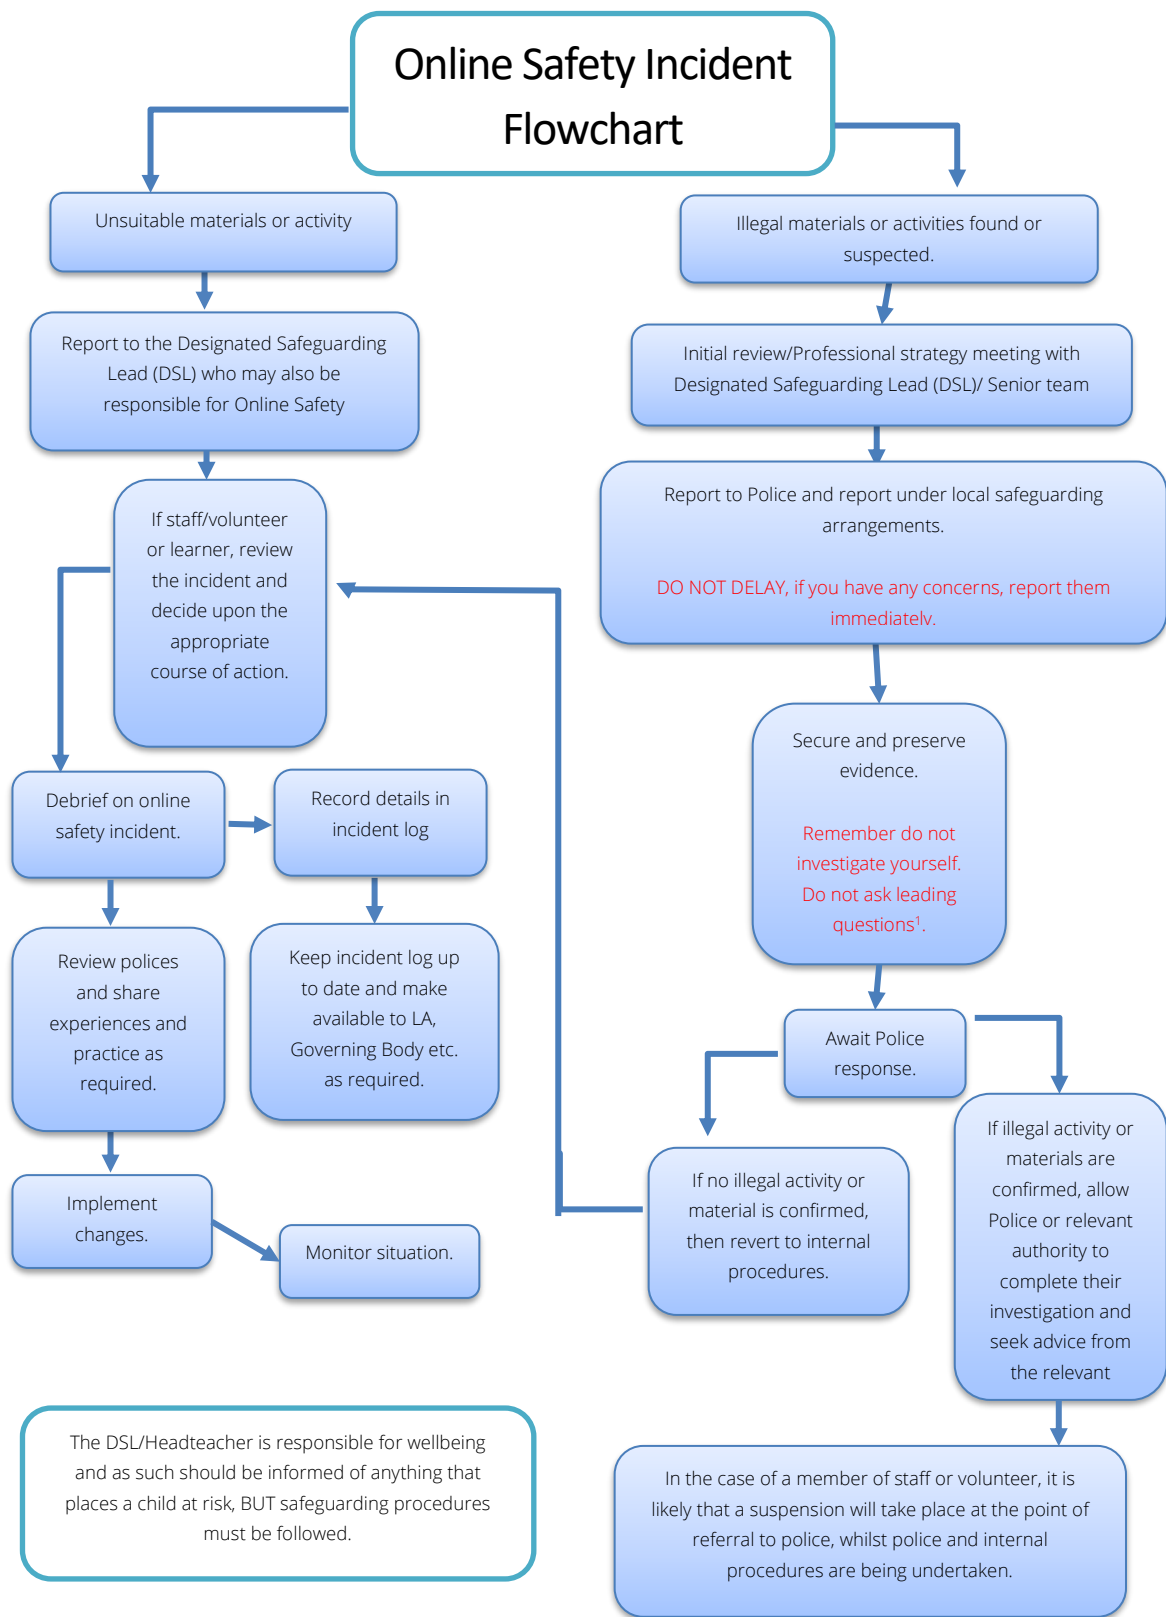 Online Safety Incident
Flowchart
Unsuitable materials or activity
Report to the Designated Safeguarding
Lead (DSL) who may also be
responsible for Online Safety
If staff/volunteer
or learner, review
the incident and
decide upon the
appropriate
course of action.
Debrief on online
safety incident.
Record details in
incident log
Review polices
and share
experiences and
practice as
required.
Keep incident log up
to date and make
available to LA,
Governing Body etc.
as required.
Implement
changes.
Monitor situation.
Illegal materials or activities found or
suspected.
Initial review/Professional strategy meeting with
Designated Safeguarding Lead (DSL)/ Senior team
Report to Police and report under local safeguarding
arrangements.
DO NOT DELAY, if you have any concerns, report them
immediately.
Secure and preserve
evidence.
Remember do not
investigate yourself.
Do not ask leading
questions¹.
Await Police
response.
If no illegal activity or
material is confirmed,
then revert to internal
procedures.
If illegal activity or
materials are
confirmed, allow
Police or relevant
authority to
complete their
investigation and
seek advice from
the relevant
In the case of a member of staff or volunteer, it is
likely that a suspension will take place at the point of
referral to police, whilst police and internal
procedures are being undertaken.
The DSL/Headteacher is responsible for wellbeing
and as such should be informed of anything that
places a child at risk, BUT safeguarding procedures
must be followed.